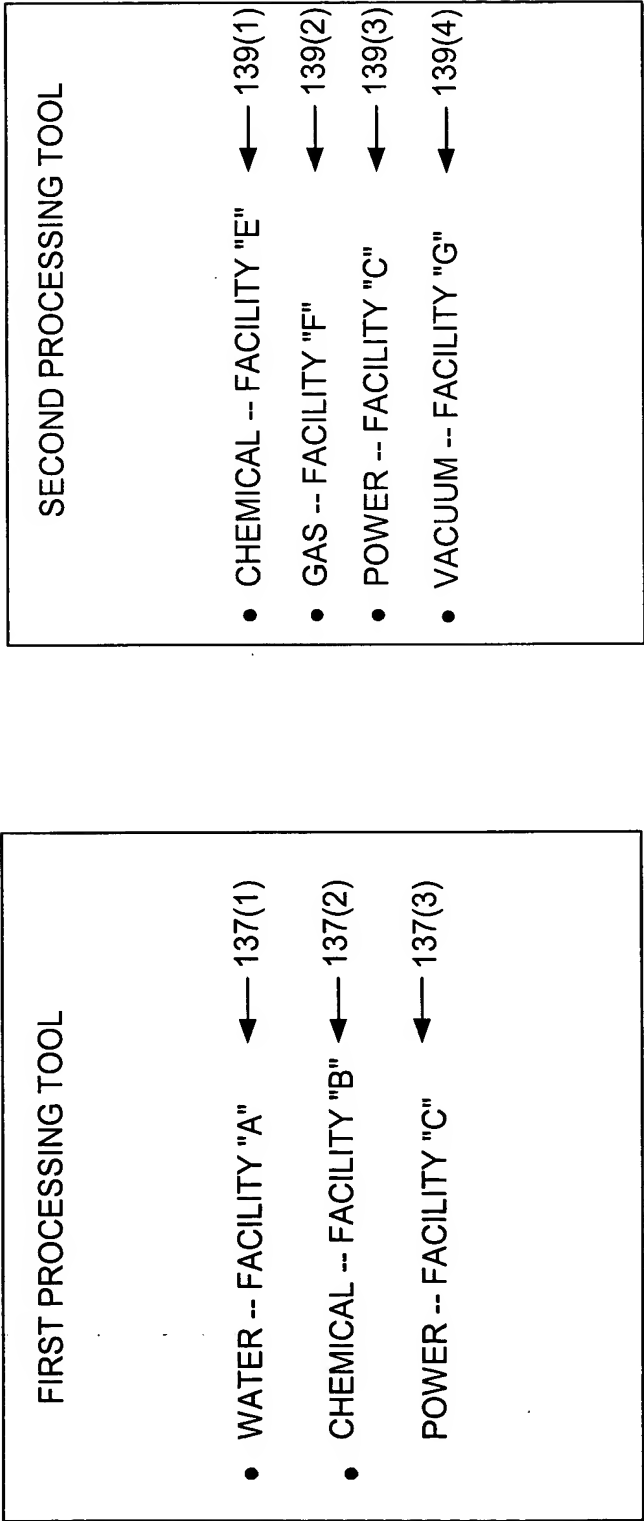 FIRST PROCESSING TOOL
• WATER -- FACILITY "A" 137(1)
• CHEMICAL -- FACILITY "B" 137(2)
POWER -- FACILITY "C" 137(3)
SECOND PROCESSING TOOL
• CHEMICAL -- FACILITY "E" 139(1)
• GAS -- FACILITY "F" 139(2)
• POWER -- FACILITY "C" 139(3)
• VACUUM -- FACILITY "G" 139(4)